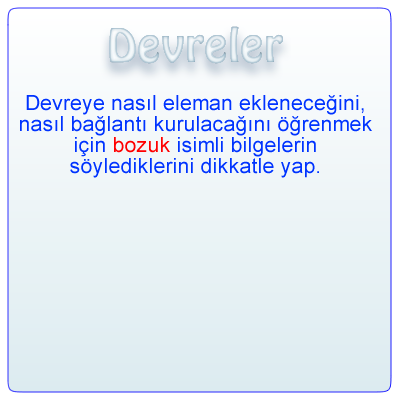 Devreler
Devreye nasıl eleman ekleneceğini,
nasıl bağlantı kurulacağını öğrenmek
için bozuk isimli bilgelerin
söylediklerini dikkatle yap.